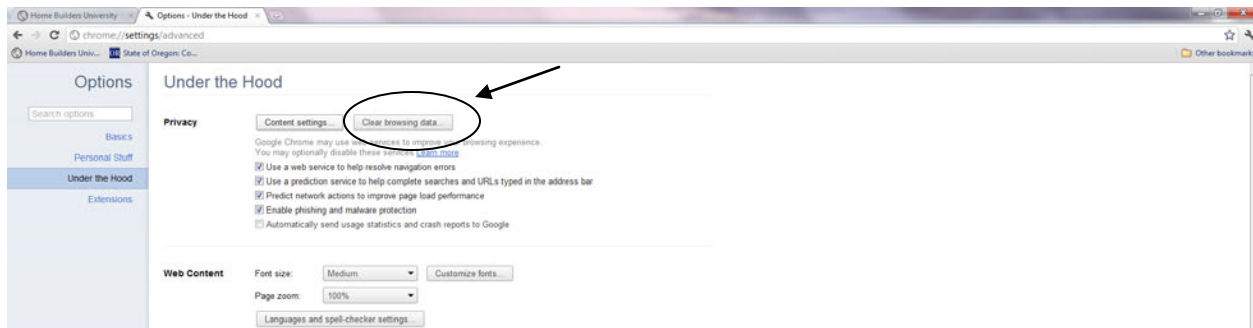 Home Builders University
Options - Under the Hood
chrome://settings/advanced
Home Builders Univ...
State of Oregon: Co...
Other bookmark
Options
Under the Hood
Search options
Privacy
Content settings...
Clear browsing data...
Google Chrome may use web services to improve your browsing experience.
You may optionally disable these services Learn more
Basics
Personal Stuff
Under the Hood
Extensions
Use a web service to help resolve navigation errors
Use a prediction service to help complete searches and URLs typed in the address bar
Predict network actions to improve page load performance
Enable phishing and malware protection
Automatically send usage statistics and crash reports to Google
Web Content
Font size:
Medium
Customize fonts...
Page zoom:
100%
Languages and spell-checker settings...